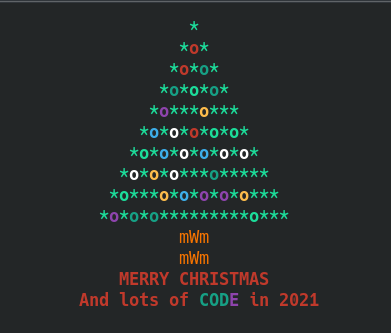 *
*o*
*o*o*
*o*o*o*
*o***o***
*o*o*o*o*o*
*o*o*o*o*o*o*
*o*o*o***o*****
*o***o*o*o*o*o***
*o*o*o*********o***
mWm
mWm
MERRY CHRISTMAS
And lots of CODE in 2021